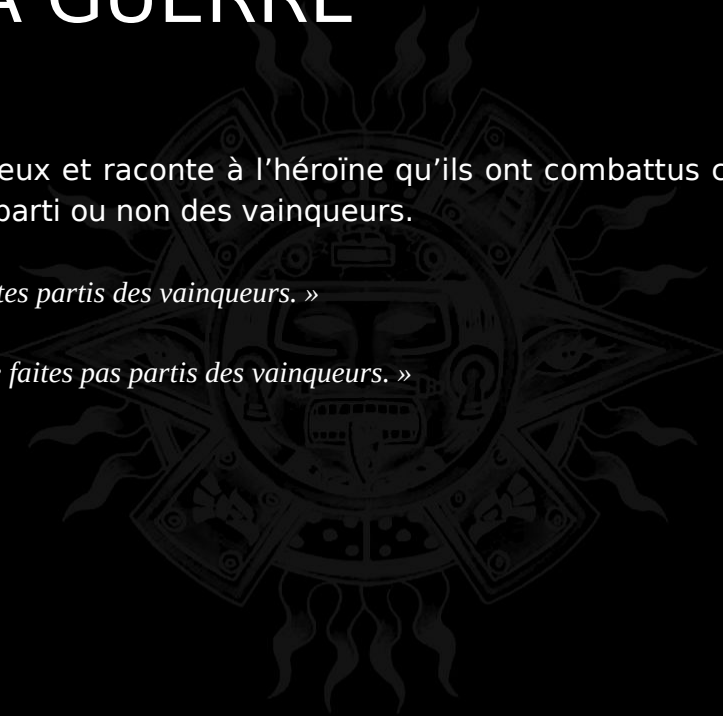 A GUERRE
eux et raconte à l’héroïne qu’ils ont combattus
parti ou non des vainqueurs.
tes partis des vainqueurs. »
faites pas partis des vainqueurs. »